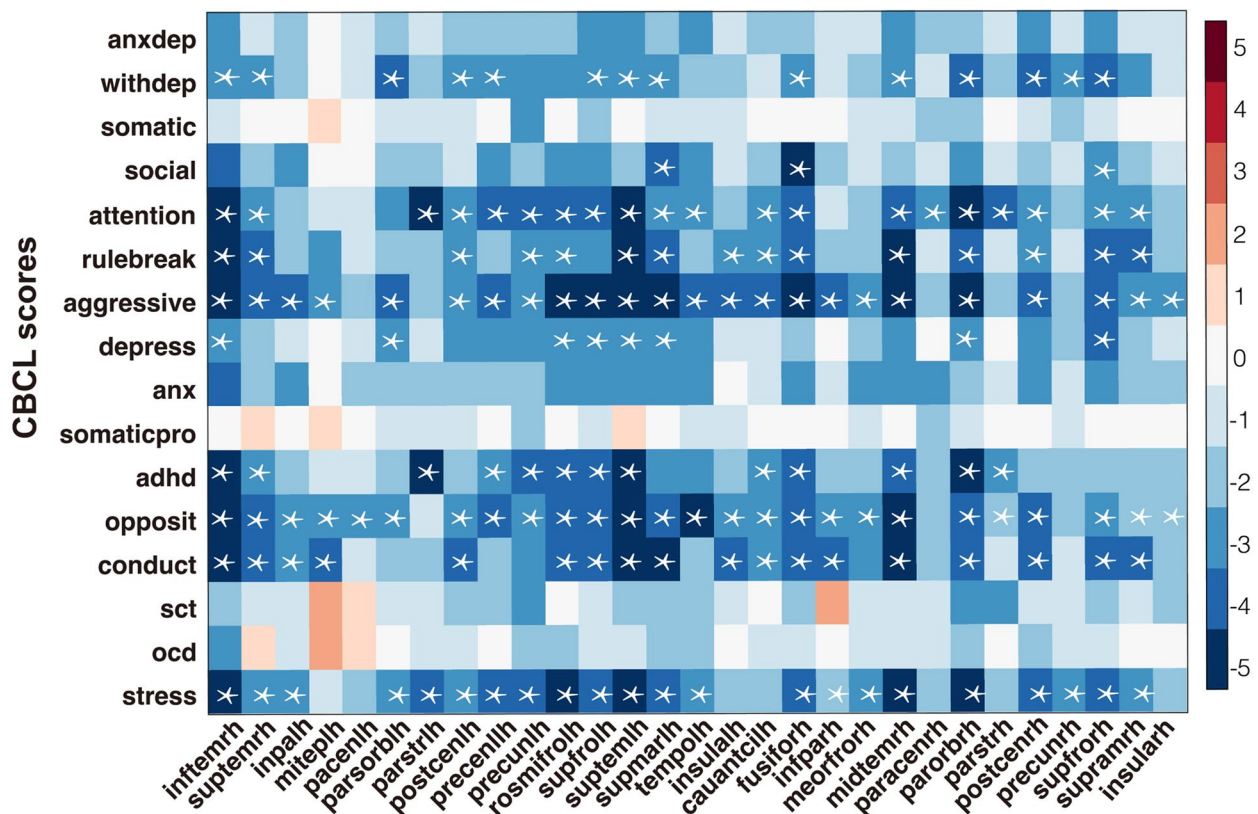 CBCL scores
anxdep
withdep
somatic
social
attention
rulebreak
aggressive
depress
anx
somaticpro
adhd
opposit
conduct
sct
ocd
stress
inftemrh
suptemrh
inpalh
miteplh
pacenlh
parsorblh
parstrlh
postcenlh
precenllh
precunlh
rosmifrolh
supfrolh
suptemlh
supmarlh
tempolh
insulalh
cauantcilh
fusiforh
infparh
meorfrorh
midtemrh
paracenrh
parorbrh
parstrh
postcenrh
precunrh
supfrorh
supramrh
insularh
5
4
3
2
1
0
-1
-2
-3
-4
-5